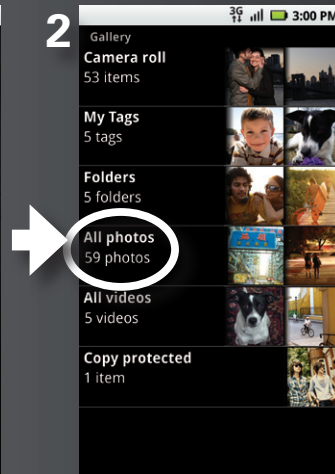 2
3G 3:00 PM
Gallery
Camera roll
53 items
My Tags
5 tags
Folders
5 folders
All photos
59 photos
All videos
5 videos
Copy protected
1 item